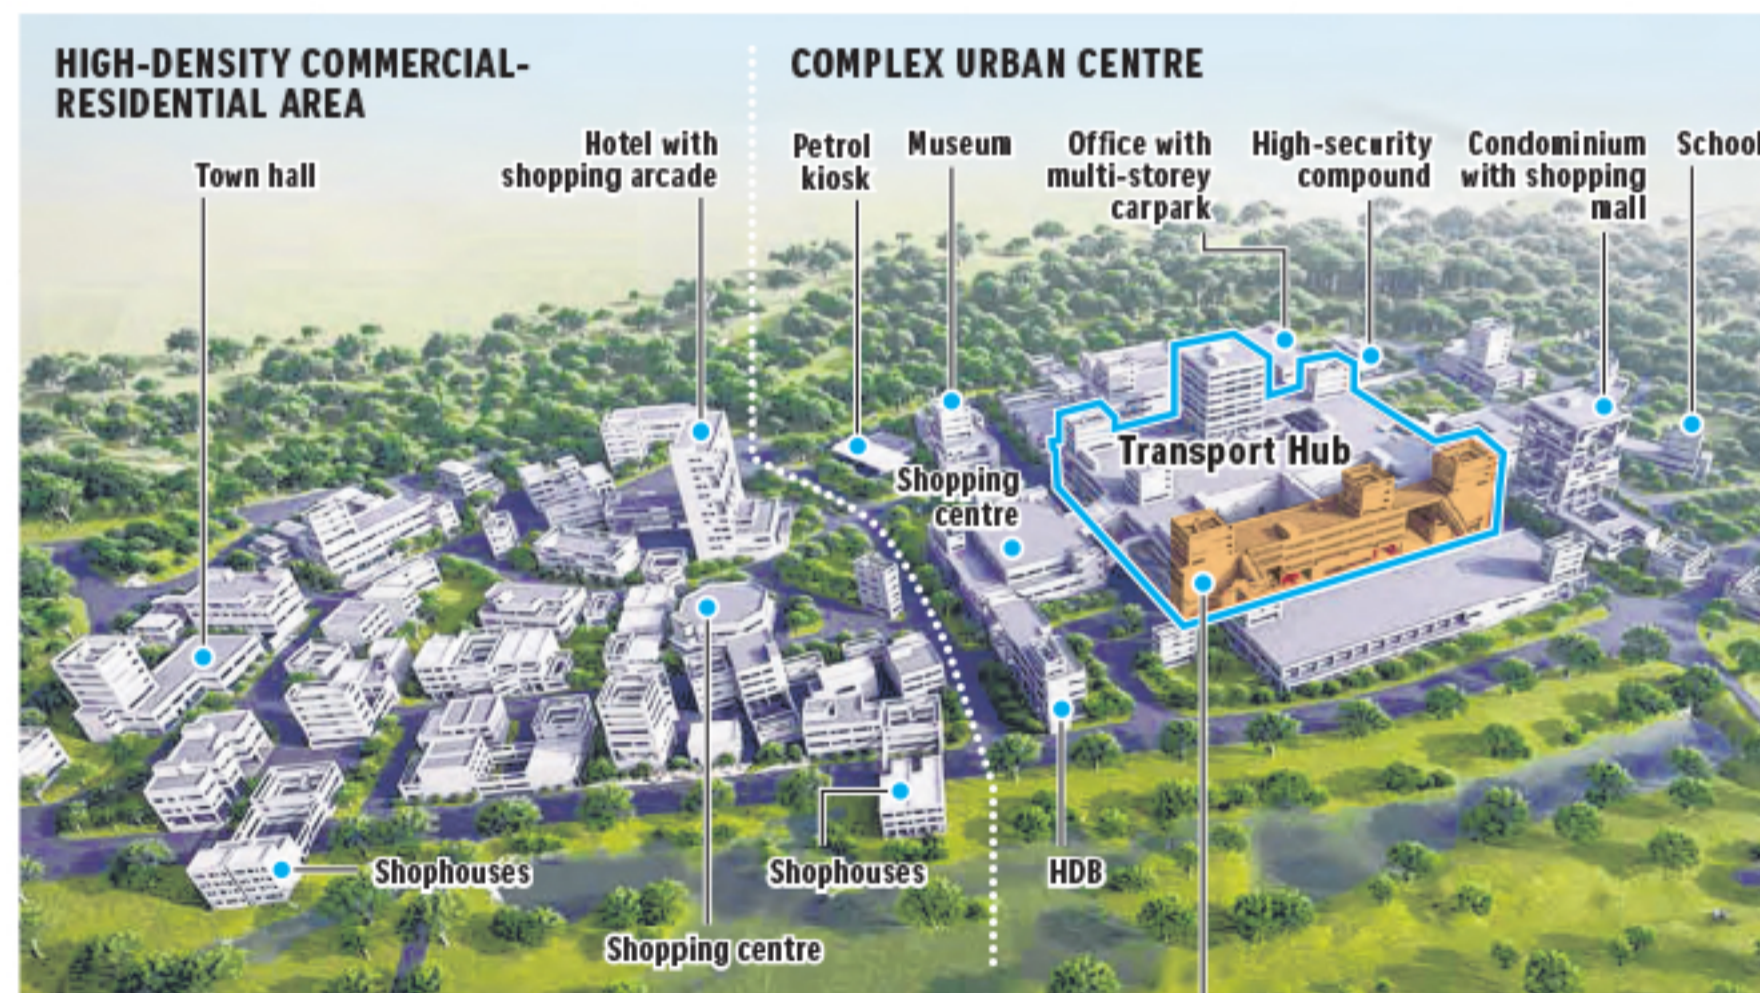 HIGH-DENSITY COMMERCIAL-
RESIDENTIAL AREA
COMPLEX URBAN CENTRE
Town hall
Hotel with
shopping arcade
Petrol
kiosk
Museum
Office with
multi-storey
carpark
High-security
compound
Condominium
with shopping
mall
School
Transport Hub
Shopping
centre
Shophouses
Shophouses
HDB
Shopping centre